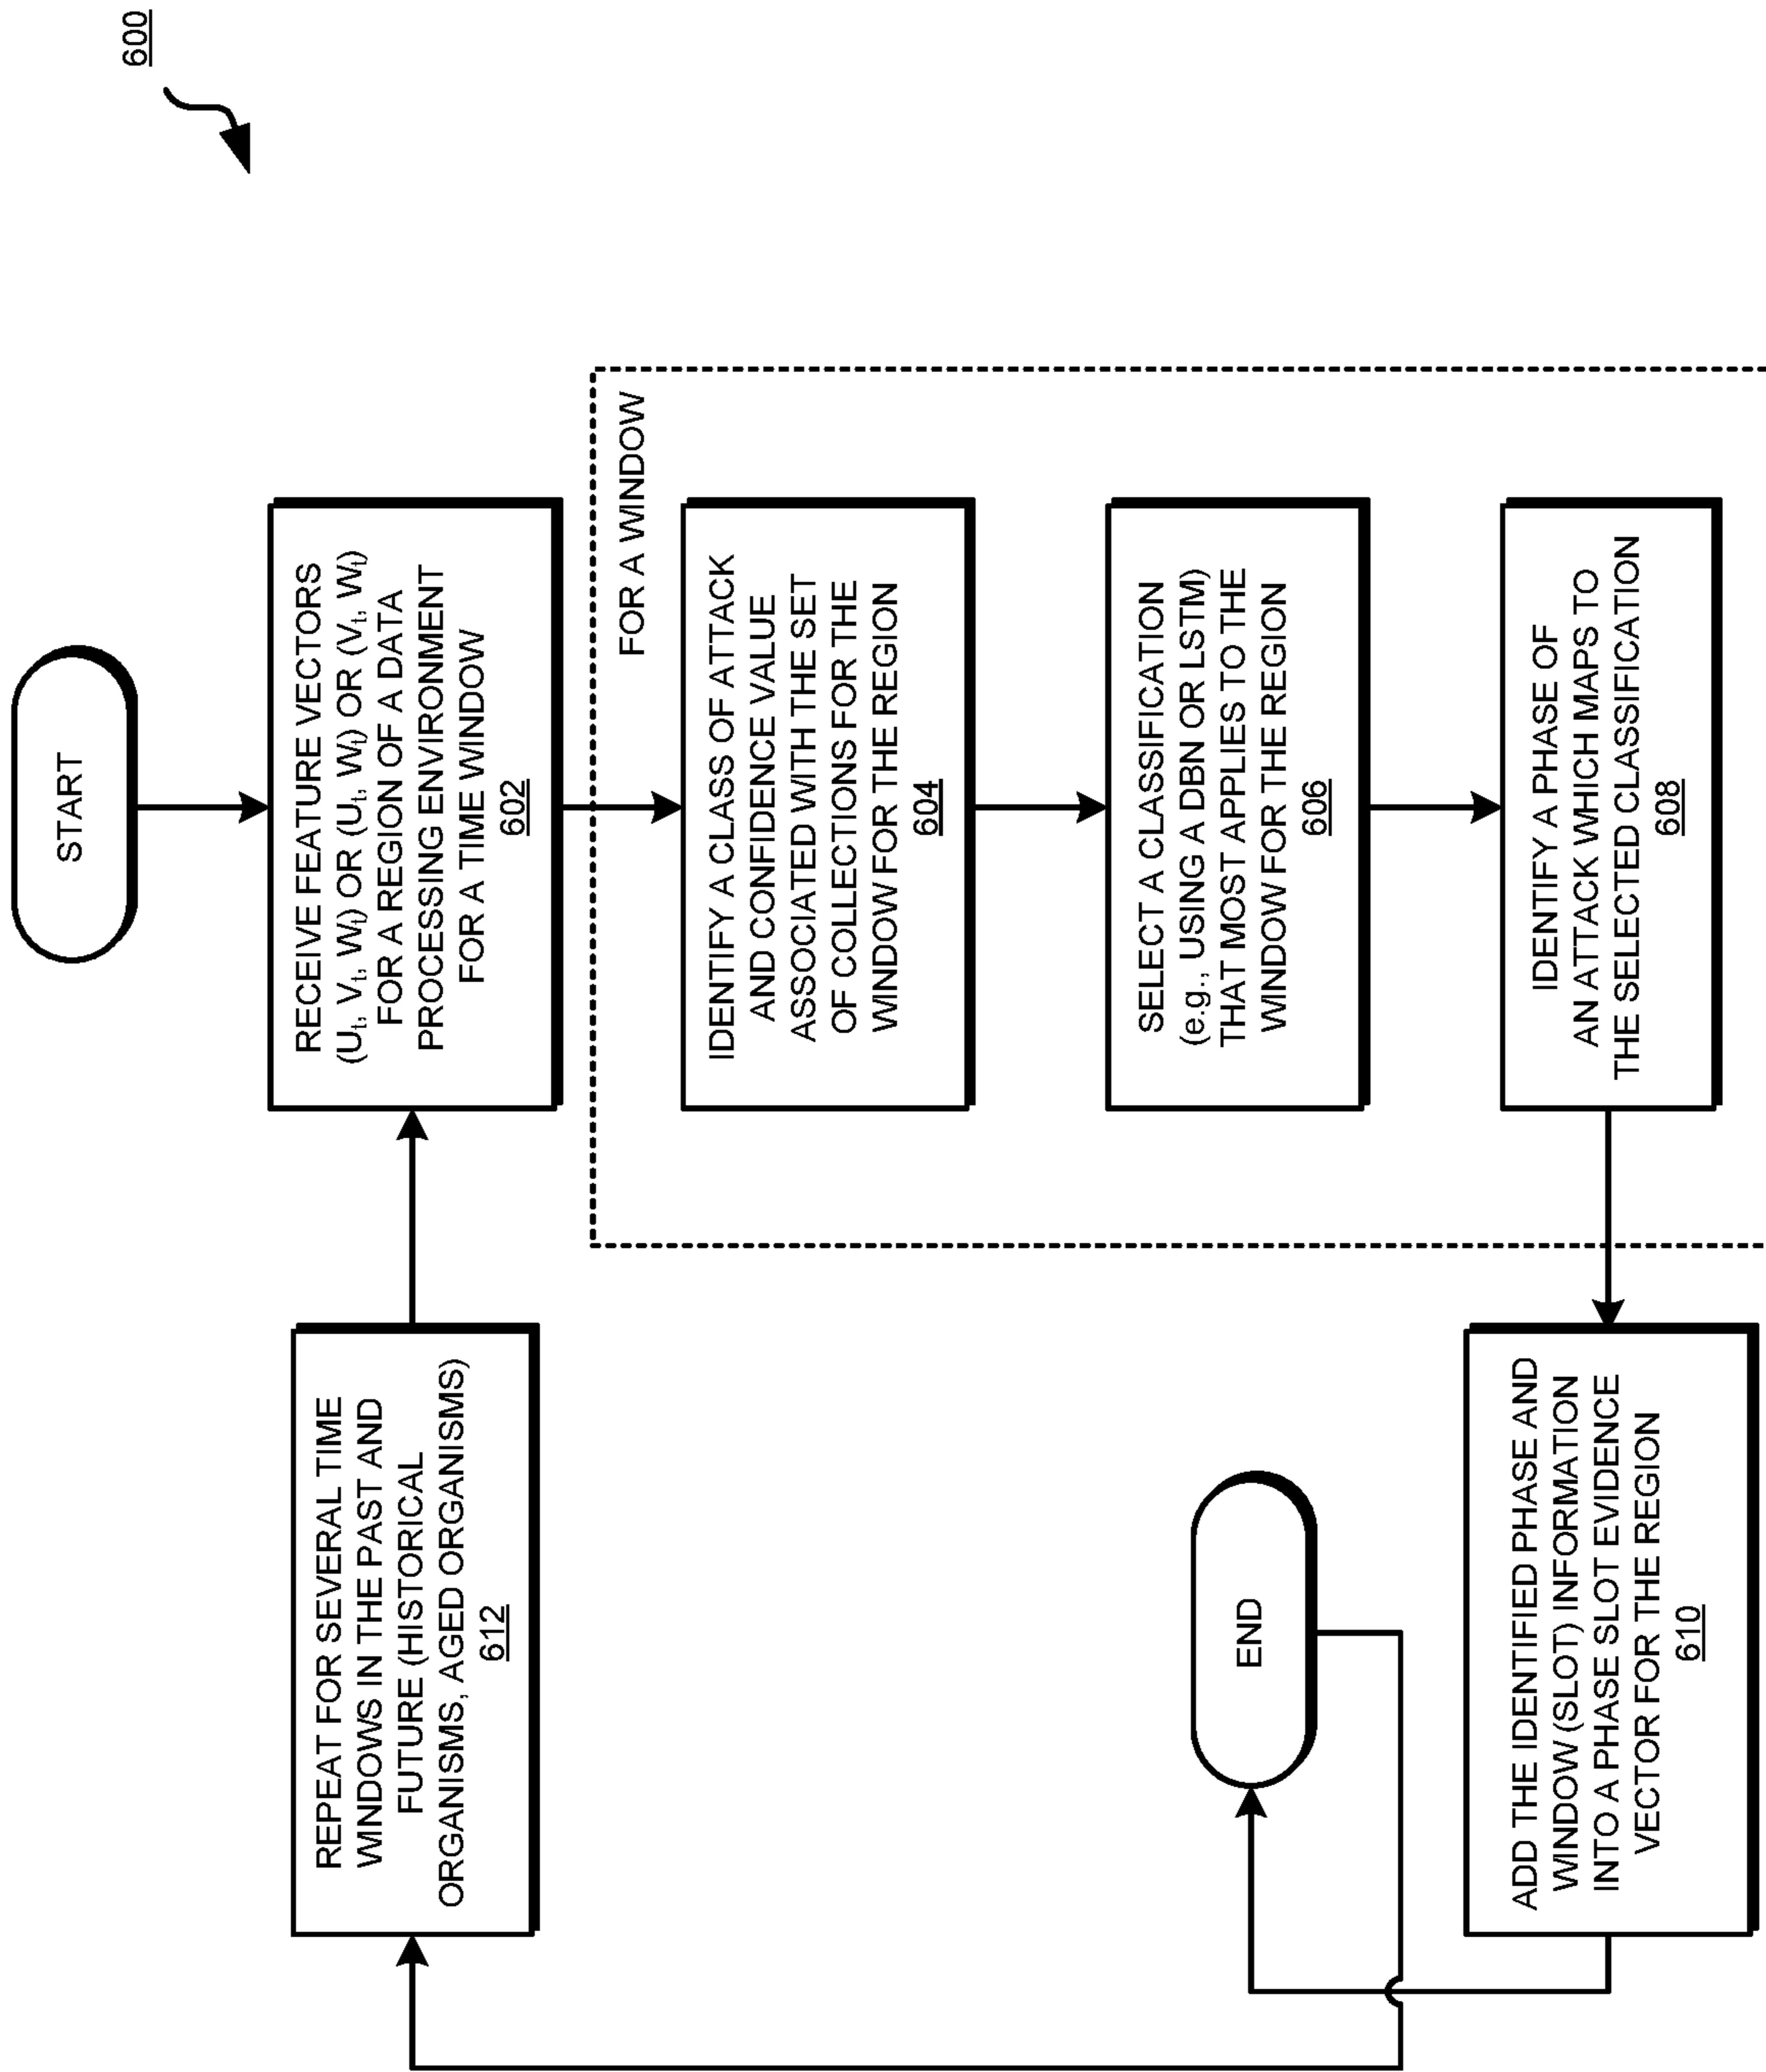 600
START
RECEIVE FEATURE VECTORS
(Uₜ, Vₜ, Wₜ) OR (Uₜ, Wₜ) OR (Vₜ, Wₜ)
FOR A REGION OF A DATA
PROCESSING ENVIRONMENT
FOR A TIME WINDOW
602
FOR A WINDOW
IDENTIFY A CLASS OF ATTACK
AND CONFIDENCE VALUE
ASSOCIATED WITH THE SET
OF COLLECTIONS FOR THE
WINDOW FOR THE REGION
604
SELECT A CLASSIFICATION
(e.g., USING A DBN OR LSTM)
THAT MOST APPLIES TO THE
WINDOW FOR THE REGION
606
IDENTIFY A PHASE OF
AN ATTACK WHICH MAPS TO
THE SELECTED CLASSIFICATION
608
ADD THE IDENTIFIED PHASE AND
WINDOW (SLOT) INFORMATION
INTO A PHASE SLOT EVIDENCE
VECTOR FOR THE REGION
610
END
REPEAT FOR SEVERAL TIME
WINDOWS IN THE PAST AND
FUTURE (HISTORICAL
ORGANISMS, AGED ORGANISMS)
612